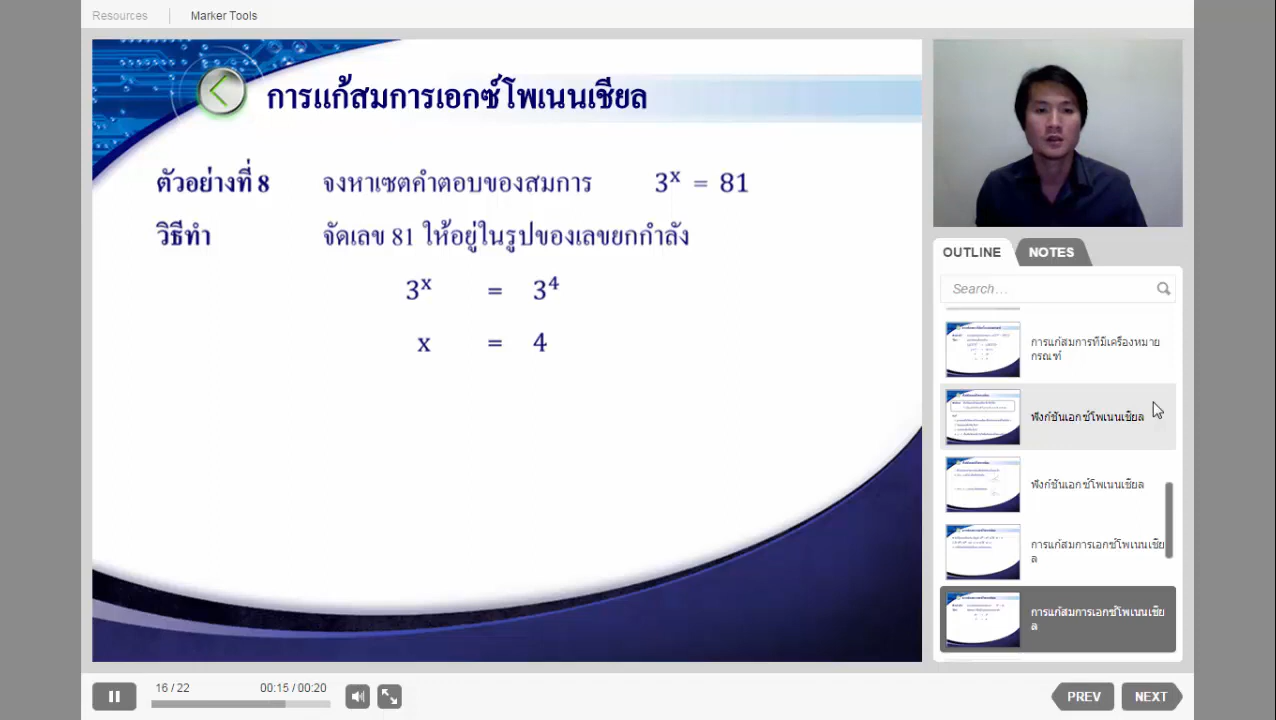 Resources
Marker Tools
การแก้สมการเอกซ์โพเนนเชียล
ตัวอย่างที่ 8 จงหาเซตคำตอบของสมการ 3ˣ = 81
วิธีทำ จัดเลข 81 ให้อยู่ในรูปของเลขยกกำลัง
3ˣ = 3⁴
x = 4
OUTLINE
NOTES
Search...
การแก้สมการที่มีเครื่องหมาย
กรณฑ์
ฟังก์ชันเอกซ์โพเนนเชียล
ฟังก์ชันเอกซ์โพเนนเชียล
การแก้สมการเอกซ์โพเนนเชีย
ล
การแก้สมการเอกซ์โพเนนเชีย
ล
16 / 22
00:15 / 00:20
PREV
NEXT